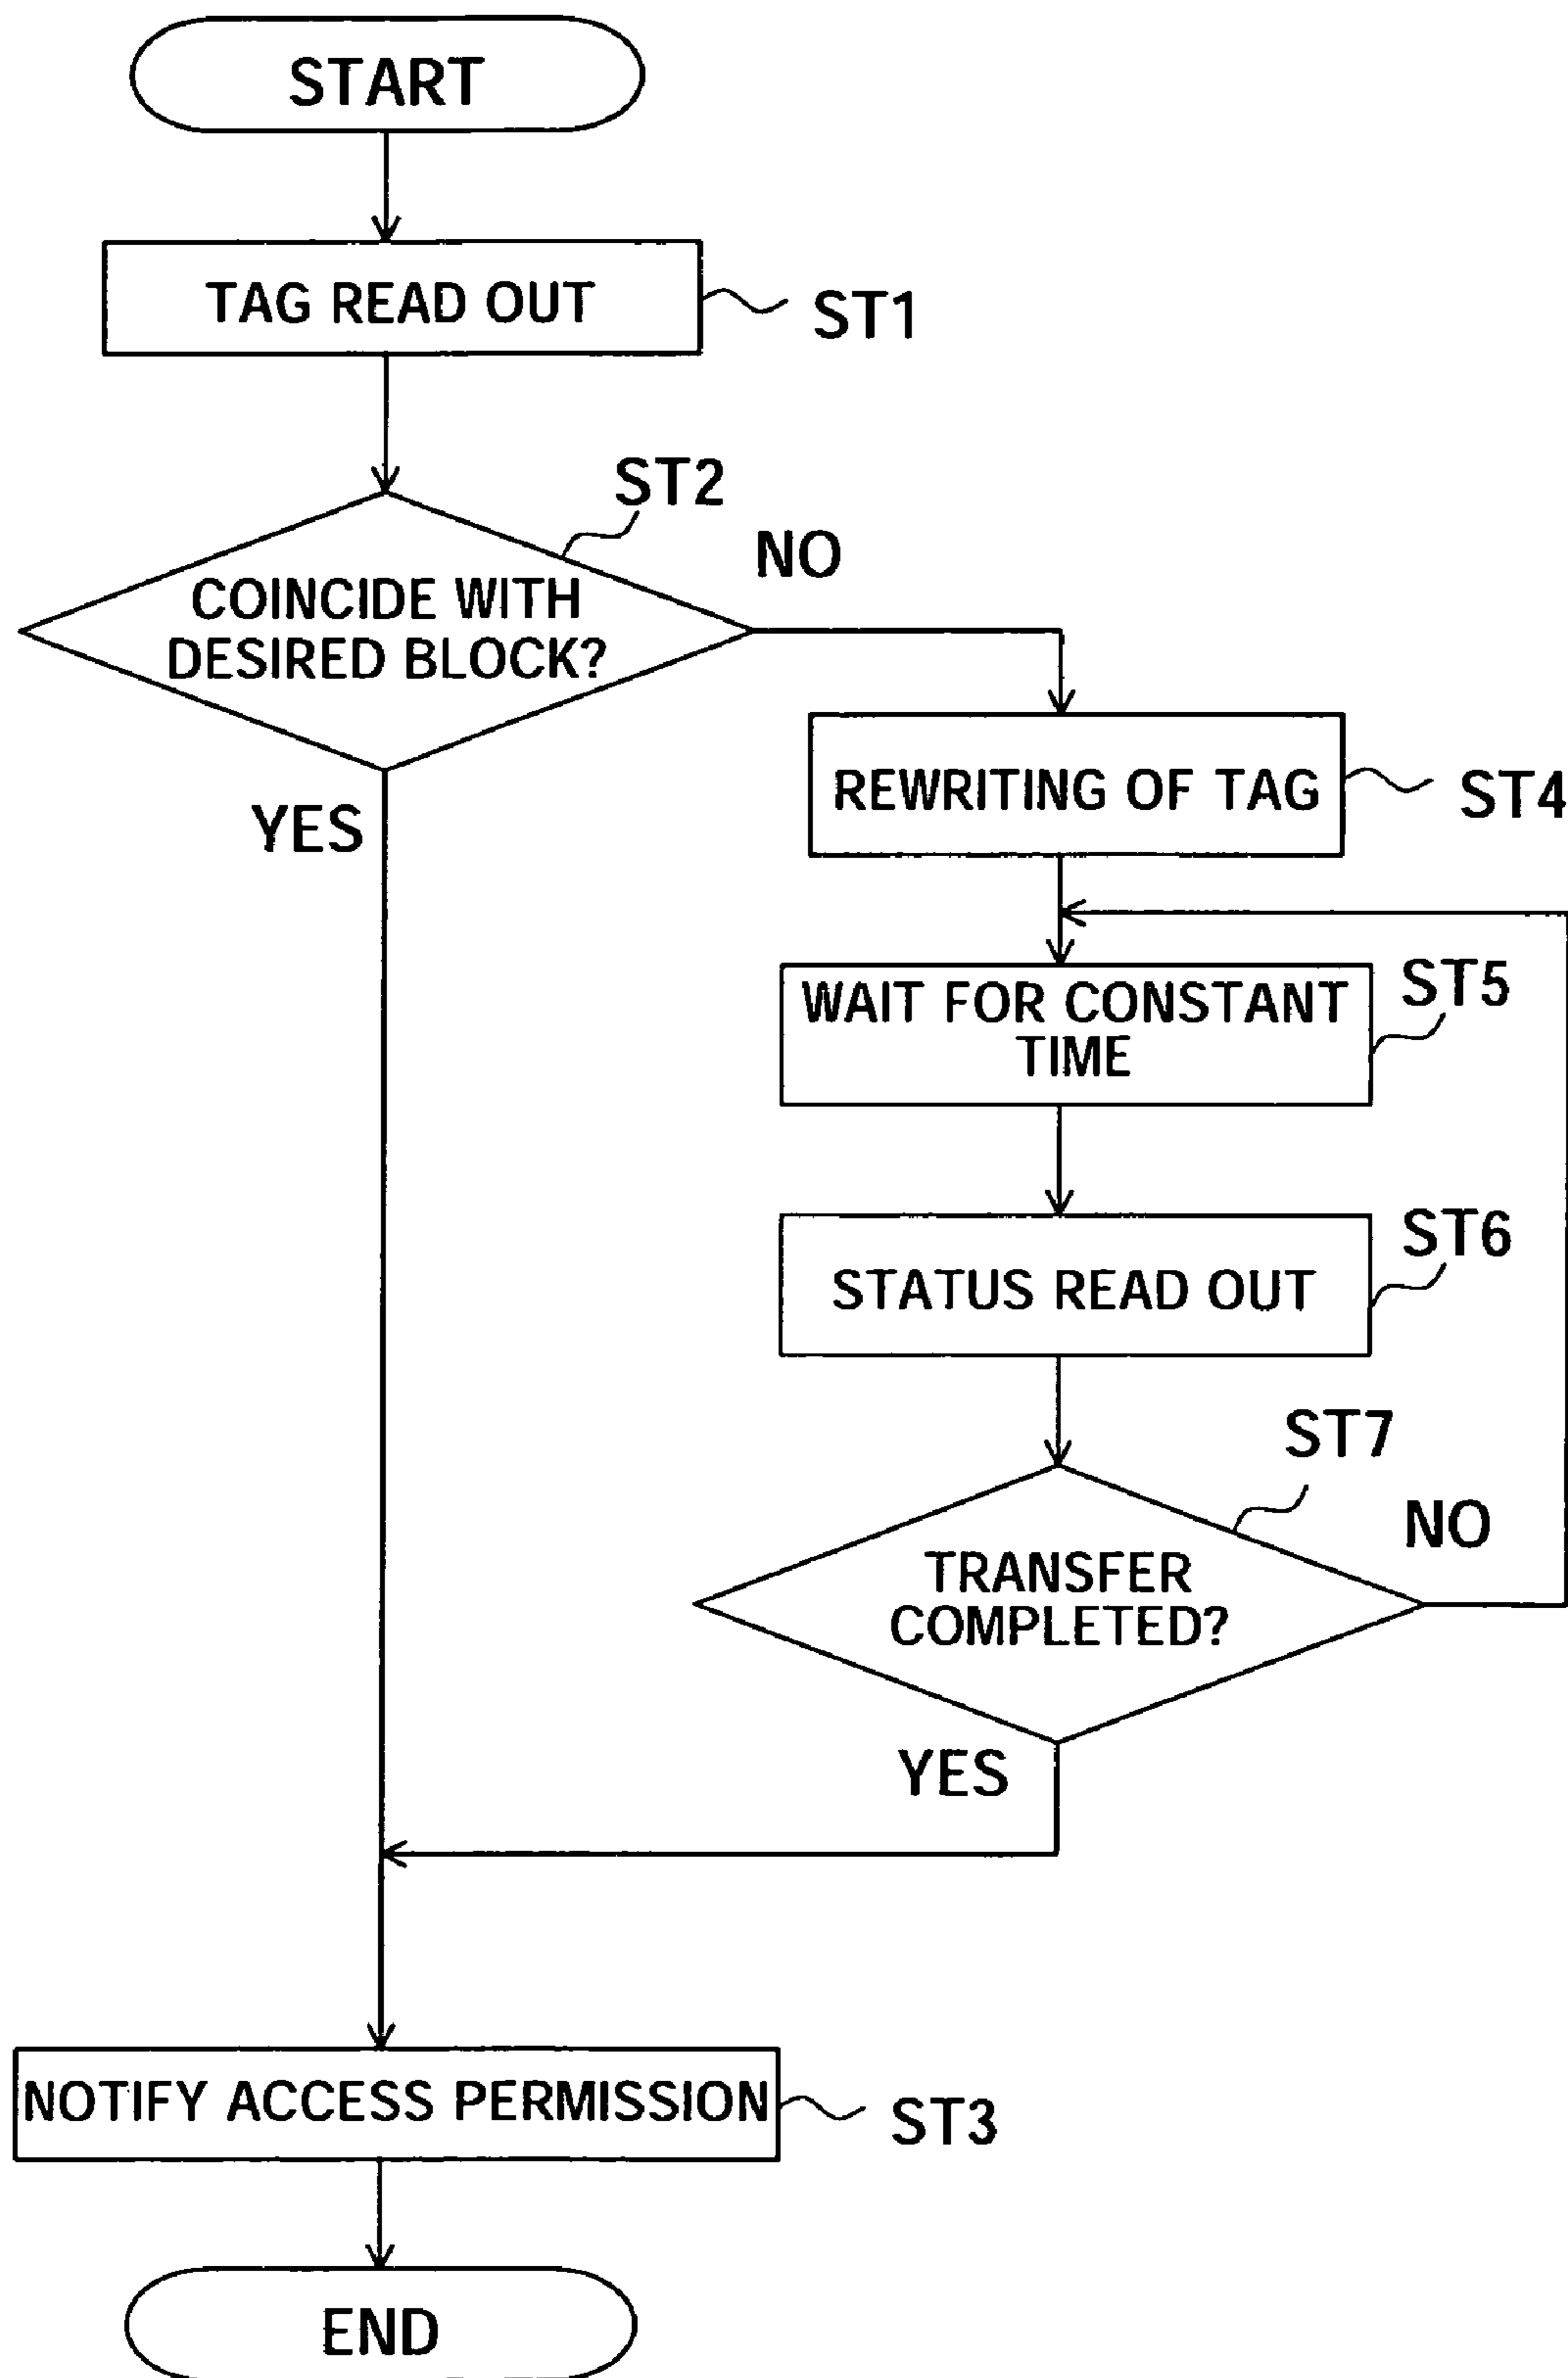 START
TAG READ OUT
ST1
ST2
NO
COINCIDE WITH
DESIRED BLOCK?
YES
REWRITING OF TAG
ST4
WAIT FOR CONSTANT
TIME
ST5
STATUS READ OUT
ST6
ST7
NO
TRANSFER
COMPLETED?
YES
NOTIFY ACCESS PERMISSION
ST3
END